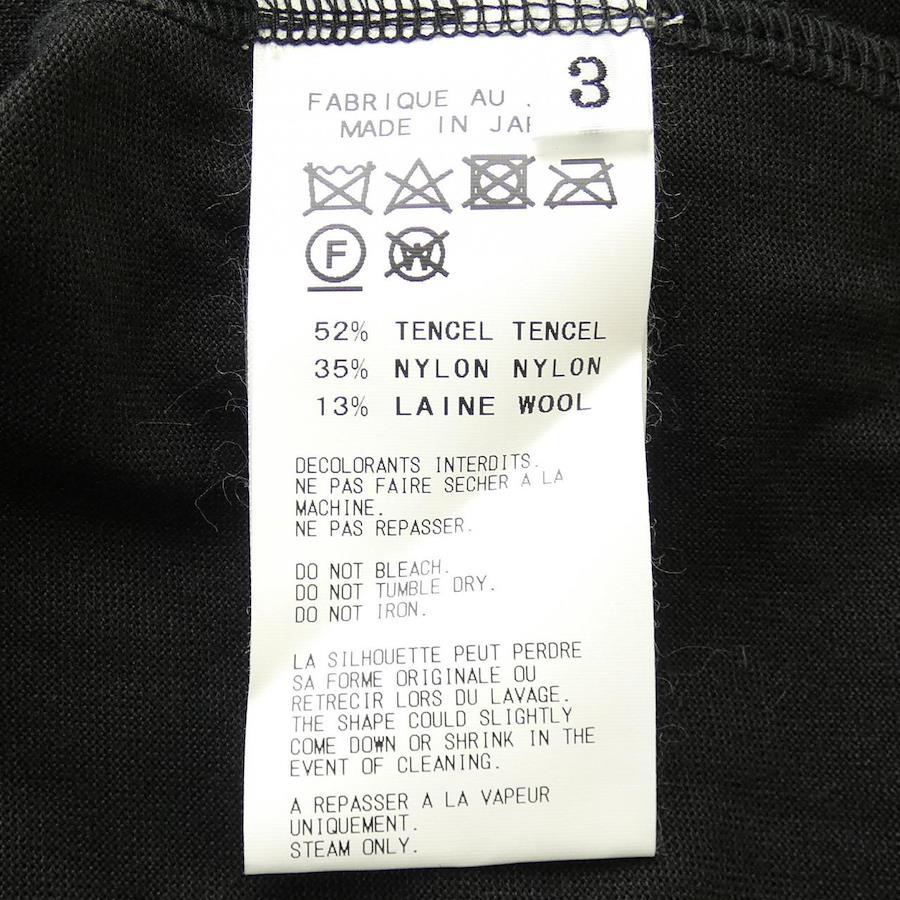 3
FABRIQUE AU
MADE IN
F
W
52% TENCEL TENCEL
35% NYLON NYLON
13% LAINE WOOL
DECOLORANTS INTERDITS.
NE PAS FAIRE SECHER A LA
MACHINE.
NE PAS REPASSER.
DO NOT BLEACH.
DO NOT TUMBLE DRY.
DO NOT IRON.
LA SILHOUETTE PEUT PERDRE
SA FORME ORIGINALE OU
RETRECIR LORS DU LAVAGE.
THE SHAPE COULD SLIGHTLY
COME DOWN OR SHRINK IN THE
EVENT OF CLEANING.
A REPASSER A LA VAPEUR
UNIQUEMENT.
STEAM ONLY.